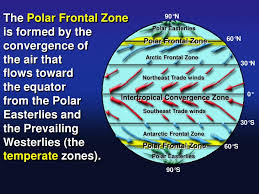 The Polar Frontal Zone
is formed by the
convergence of
the air that
flows toward
the equator
from the Polar
Easterlies and
the Prevailing
Westerlies (the
temperate zones).
90°N
Polar Easterlies
Polar Frontal Zone
60°N
Arctic Frontal Zone
30°N
Northeast Trade winds
Intertropical Convergence Zone
0°
Southeast Trade winds
30°S
Antarctic Frontal Zone
Polar Frontal Zone
60°S
Polar Easterlies
90°S